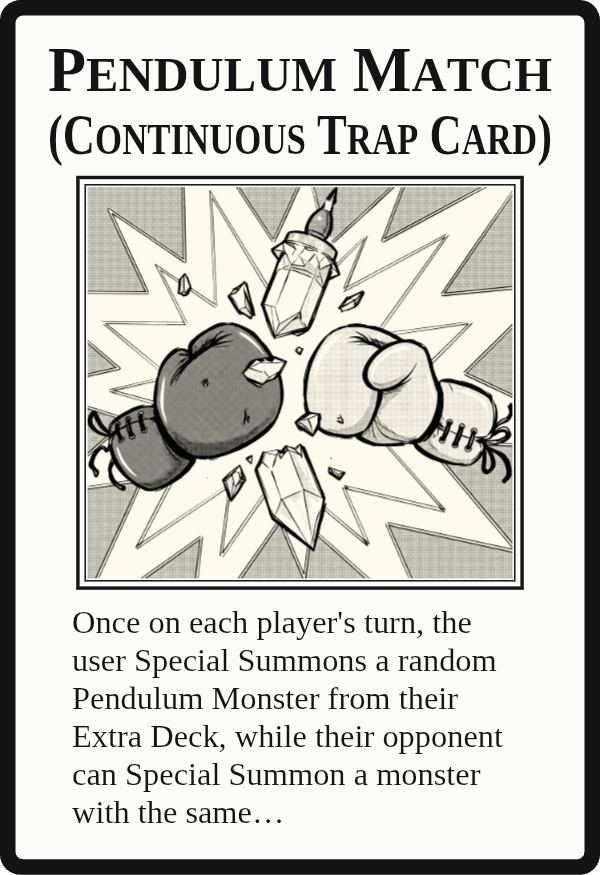 Pendulum Match
(Continuous Trap Card)
Once on each player's turn, the
user Special Summons a random
Pendulum Monster from their
Extra Deck, while their opponent
can Special Summon a monster
with the same…